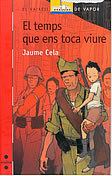 EL VAIXELL DE VAPOR
El temps
que ens toca viure
Jaume Cela